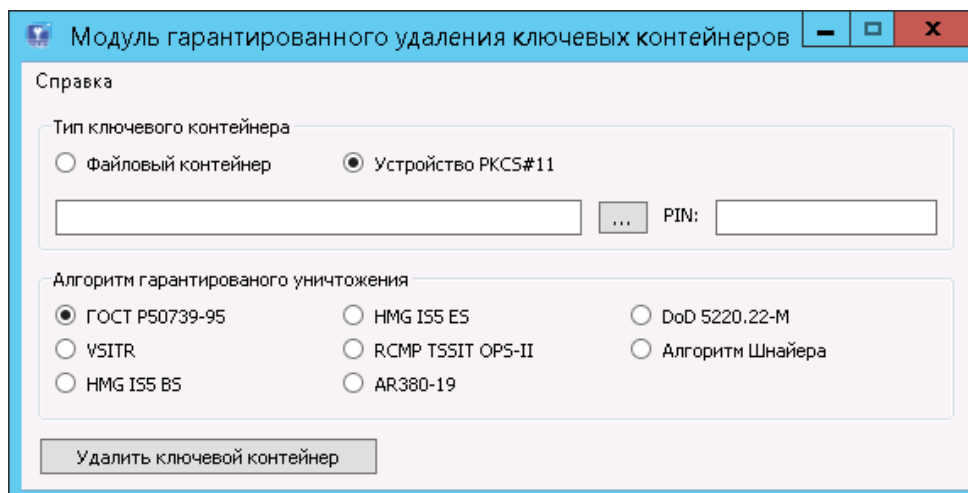 Модуль гарантированного удаления ключевых контейнеров
Справка
Тип ключевого контейнера
Файловый контейнер Устройство PKCS#11
... PIN:
Алгоритм гарантированого уничтожения
ГОСТ Р50739-95 HMG IS5 ES DoD 5220.22-M
VSITR RCMP TSSIT OPS-II Алгоритм Шнайера
HMG IS5 BS AR380-19
Удалить ключевой контейнер